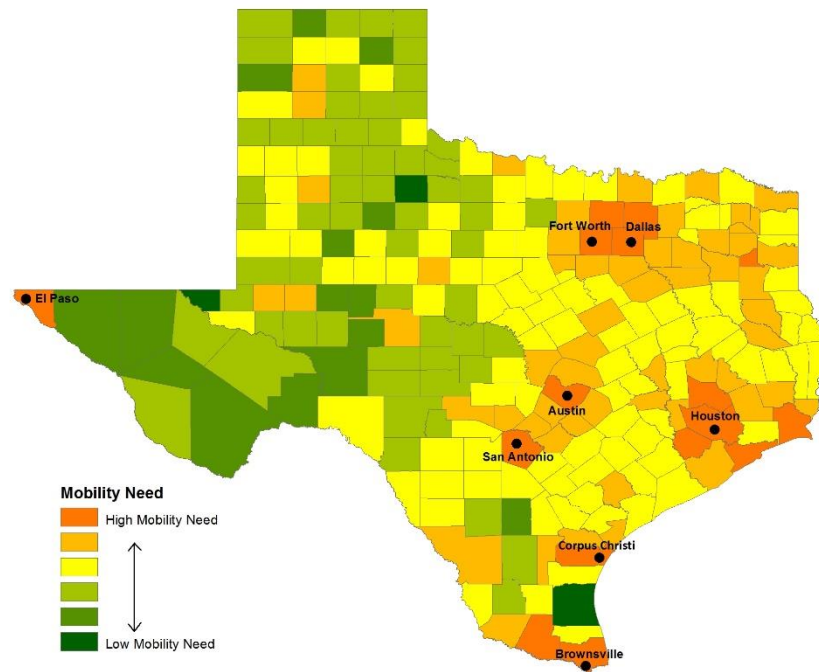 Fort Worth
Dallas
El Paso
Austin
Houston
San Antonio
Mobility Need
High Mobility Need
Corpus Christi
Low Mobility Need
Brownsville